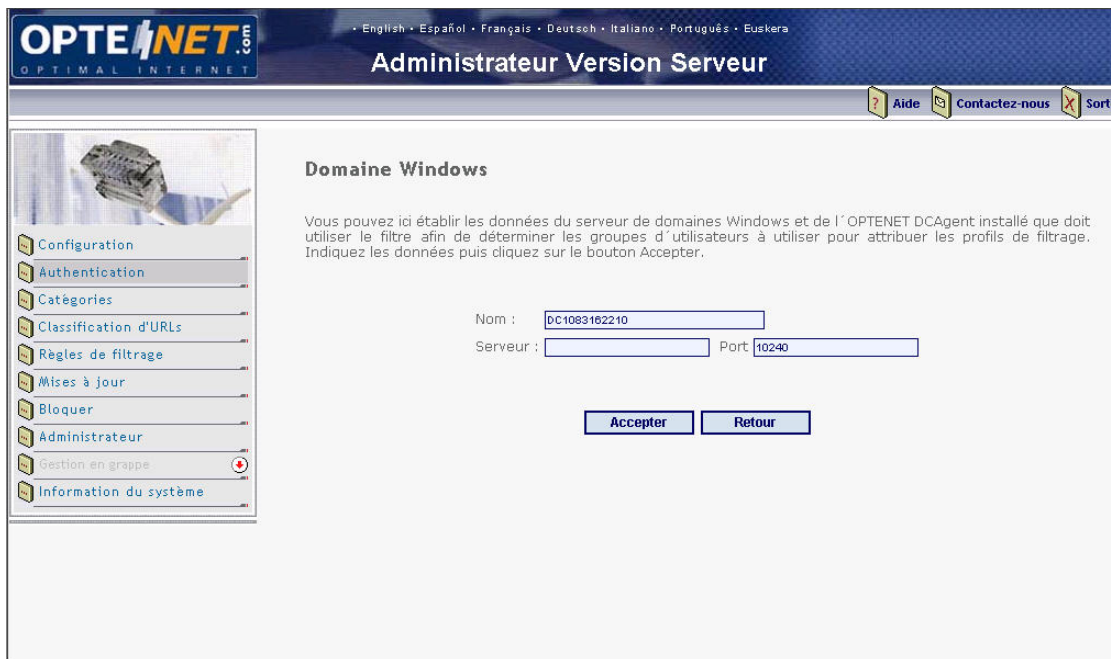 OPTENET.com
OPTIMAL INTERNET
· English · Español · Français · Deutsch · Italiano · Português · Euskera
Administrateur Version Serveur
? Aide
Contactez-nous
X Sort
Configuration
Authentication
Catégories
Classification d'URLs
Règles de filtrage
Mises à jour
Bloquer
Administrateur
Gestion en grappe
Information du système
Domaine Windows
Vous pouvez ici établir les données du serveur de domaines Windows et de l´OPTENET DCAgent installé que doit
utiliser le filtre afin de déterminer les groupes d´utilisateurs à utiliser pour attribuer les profils de filtrage.
Indiquez les données puis cliquez sur le bouton Accepter.
Nom : DC1083162210
Serveur : Port 10240
Accepter Retour